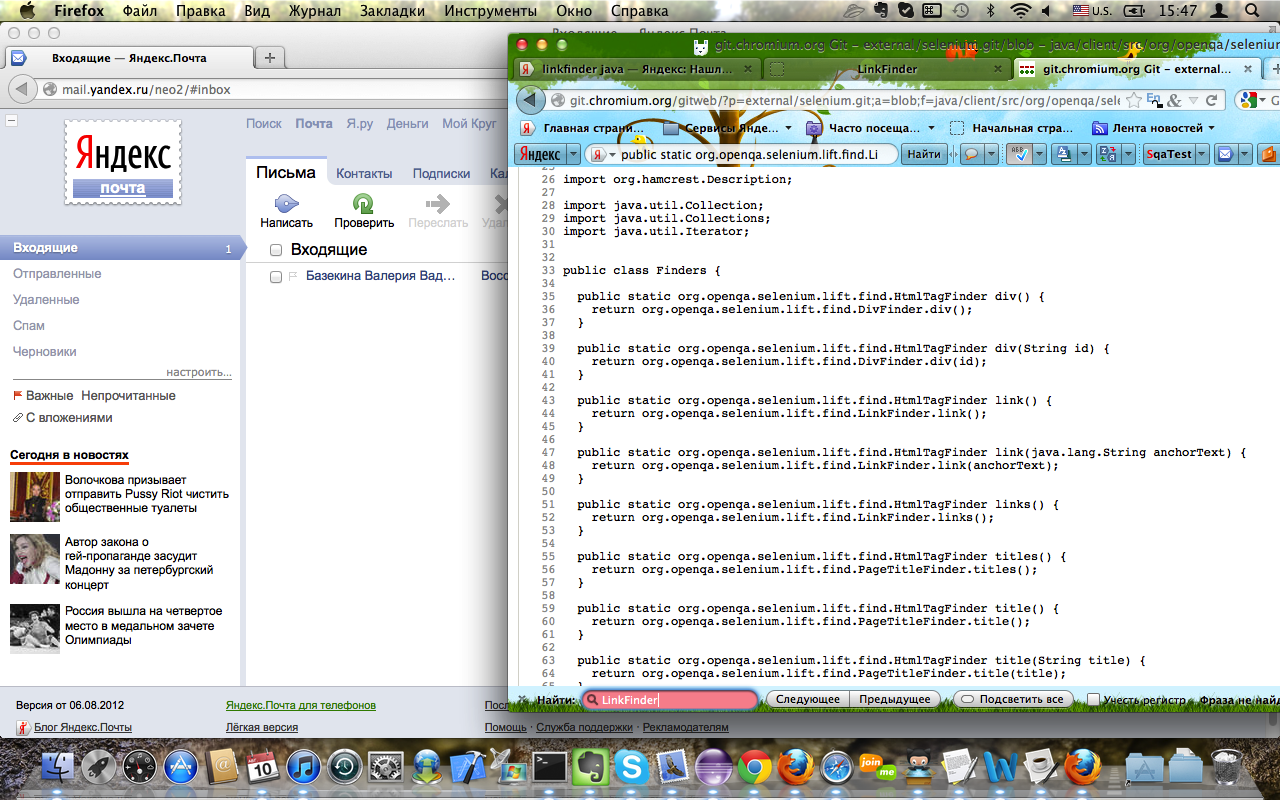 Firefox Файл Правка Вид Журнал Закладки Инструменты Окно Справка U.S. 15:47
Входящие — Яндекс.Почта
mail.yandex.ru/neo2/#inbox
Яндекс
почта
Поиск Почта Я.ру Деньги Мой Круг
Письма Контакты Подписки
Написать Проверить Переслать
Входящие 1
Отправленные
Удаленные
Спам
Черновики
настроить...
Важные Непрочитанные
С вложениями
Входящие
Базекина Валерия Вад...
Сегодня в новостях
Волочкова призывает
отправить Pussy Riot чистить
общественные туалеты
Автор закона о
гей-пропаганде засудит
Мадонну за петербургский
концерт
Россия вышла на четвертое
место в медальном зачете
Олимпиады
Версия от 06.08.2012 Яндекс.Почта для телефонов
Блог Яндекс.Почты Лёгкая версия Помощь · Служба поддержки · Рекламодателям
git.chromium.org Git – external/selenium.git/blob – java/client/src/org/openqa/selenium
linkfinder java — Яндекс: Нашл... LinkFinder git.chromium.org Git – external...
git.chromium.org/gitweb/?p=external/selenium.git;a=blob;f=java/client/src/org/openqa/sele
Главная страни... Сервисы Янде... Часто посеща... Начальная стра... Лента новостей
Яндекс public static org.openqa.selenium.lift.find.Li Найти SqaTest
26 import org.hamcrest.Description;
27
28 import java.util.Collection;
29 import java.util.Collections;
30 import java.util.Iterator;
31
32
33 public class Finders {
34
35 public static org.openqa.selenium.lift.find.HtmlTagFinder div() {
36 return org.openqa.selenium.lift.find.DivFinder.div();
37 }
38
39 public static org.openqa.selenium.lift.find.HtmlTagFinder div(String id) {
40 return org.openqa.selenium.lift.find.DivFinder.div(id);
41 }
42
43 public static org.openqa.selenium.lift.find.HtmlTagFinder link() {
44 return org.openqa.selenium.lift.find.LinkFinder.link();
45 }
46
47 public static org.openqa.selenium.lift.find.HtmlTagFinder link(java.lang.String anchorText) {
48 return org.openqa.selenium.lift.find.LinkFinder.link(anchorText);
49 }
50
51 public static org.openqa.selenium.lift.find.HtmlTagFinder links() {
52 return org.openqa.selenium.lift.find.LinkFinder.links();
53 }
54
55 public static org.openqa.selenium.lift.find.HtmlTagFinder titles() {
56 return org.openqa.selenium.lift.find.PageTitleFinder.titles();
57 }
58
59 public static org.openqa.selenium.lift.find.HtmlTagFinder title() {
60 return org.openqa.selenium.lift.find.PageTitleFinder.title();
61 }
62
63 public static org.openqa.selenium.lift.find.HtmlTagFinder title(String title) {
64 return org.openqa.selenium.lift.find.PageTitleFinder.title(title);
Найти: LinkFinder Следующее Предыдущее Подсветить все Учесть регистр Фраза не найд
10
join me